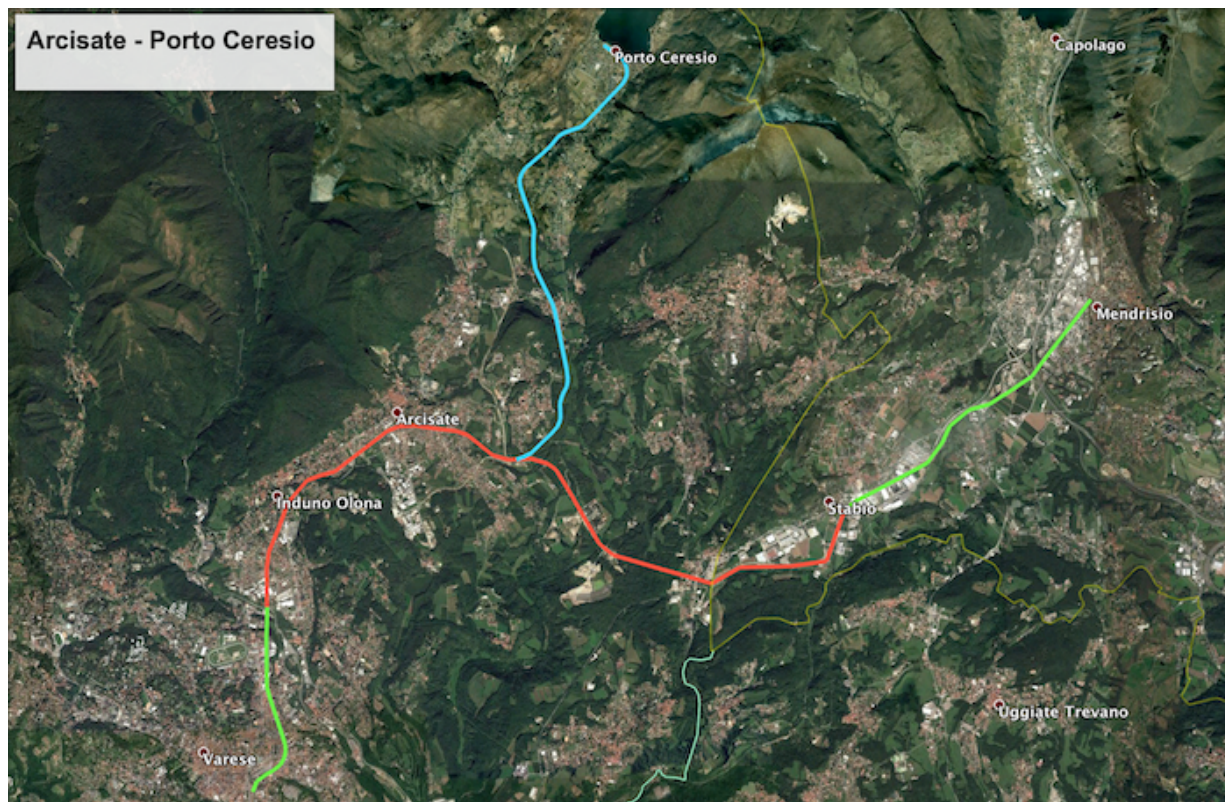 Arcisate - Porto Ceresio
Porto Ceresio
Capolago
Mendrisio
Arcisate
Induno Olona
Stabio
Uggiate Trevano
Varese